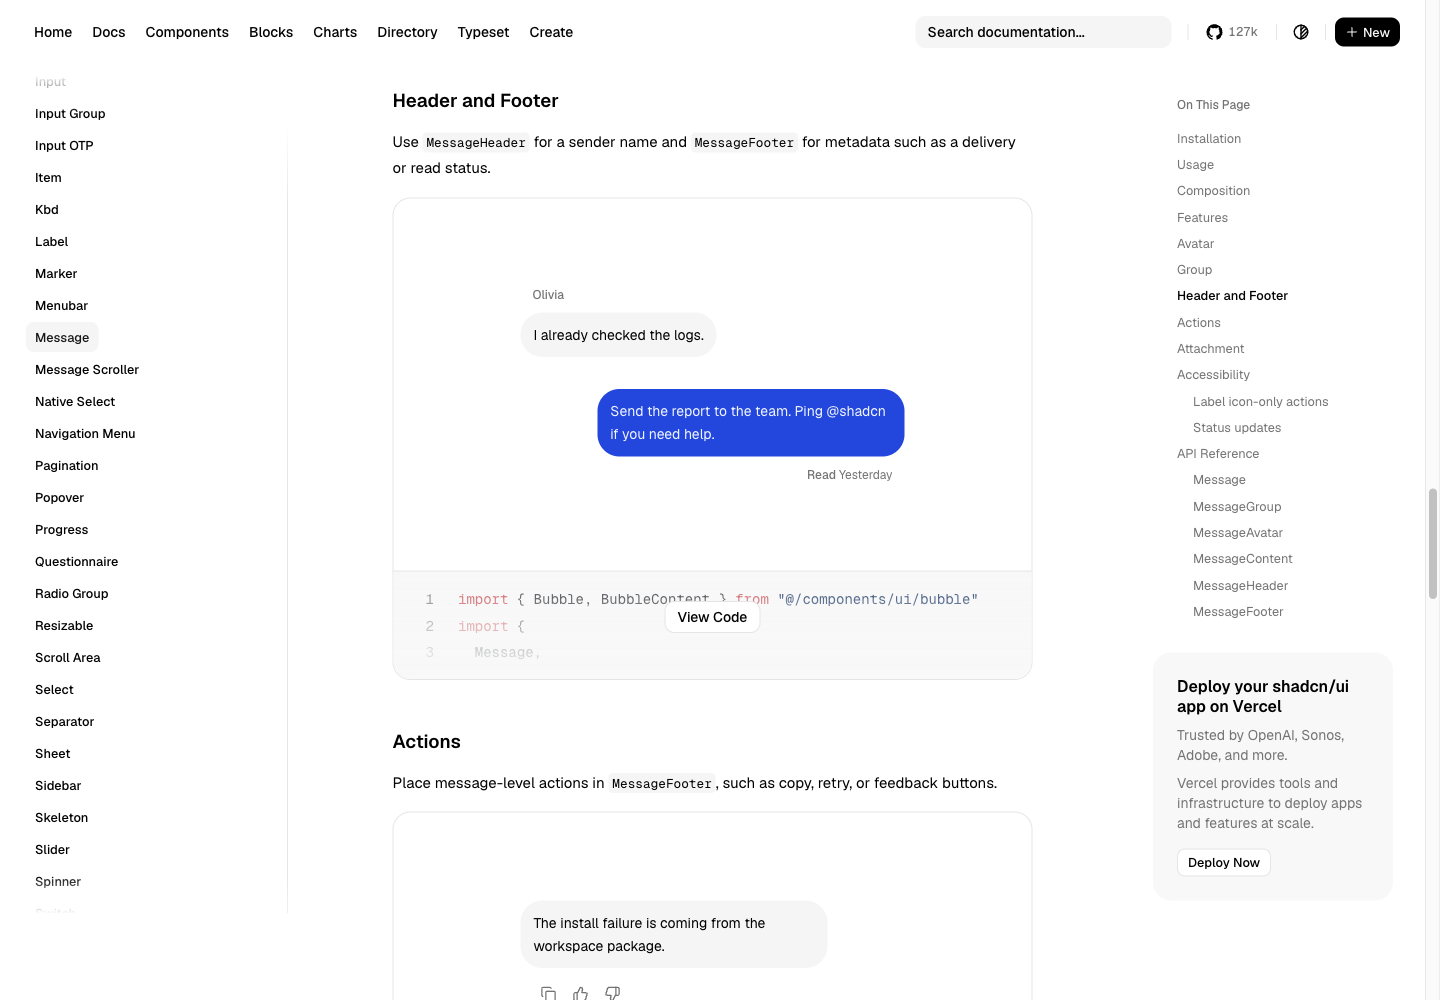 Home Docs Components Blocks Charts Directory Typeset Create
Search documentation...
127k
New
Input
Input Group
Input OTP
Item
Kbd
Label
Marker
Menubar
Message
Message Scroller
Native Select
Navigation Menu
Pagination
Popover
Progress
Questionnaire
Radio Group
Resizable
Scroll Area
Select
Separator
Sheet
Sidebar
Skeleton
Slider
Spinner
Switch
Header and Footer
Use MessageHeader for a sender name and MessageFooter for metadata such as a delivery
or read status.
Olivia
I already checked the logs.
Send the report to the team. Ping @shadcn
if you need help.
Read Yesterday
1 import { Bubble, BubbleContent } from "@/components/ui/bubble"
View Code
2 import {
3 Message,
Actions
Place message-level actions in MessageFooter, such as copy, retry, or feedback buttons.
The install failure is coming from the
workspace package.
On This Page
Installation
Usage
Composition
Features
Avatar
Group
Header and Footer
Actions
Attachment
Accessibility
Label icon-only actions
Status updates
API Reference
Message
MessageGroup
MessageAvatar
MessageContent
MessageHeader
MessageFooter
Deploy your shadcn/ui
app on Vercel
Trusted by OpenAI, Sonos,
Adobe, and more.
Vercel provides tools and
infrastructure to deploy apps
and features at scale.
Deploy Now